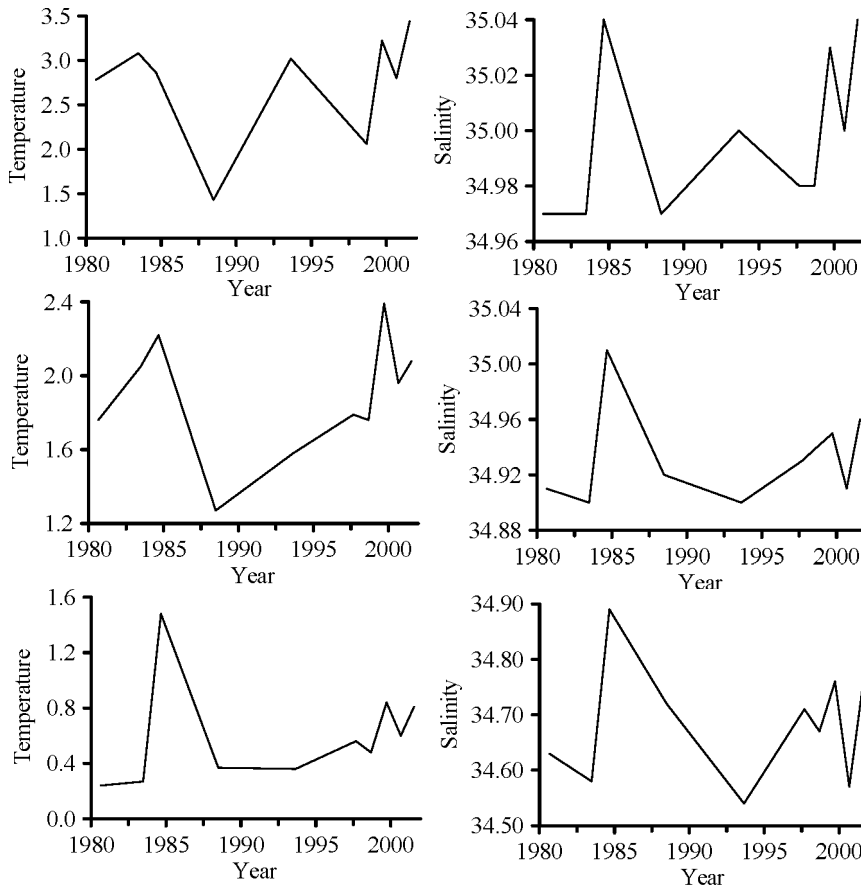 3.5
3.0
2.5
2.0
1.5
1.0
Temperature
1980 1985 1990 1995 2000
Year
35.04
35.02
35.00
34.98
34.96
Salinity
1980 1985 1990 1995 2000
Year
2.4
2.0
1.6
1.2
Temperature
1980 1985 1990 1995 2000
Year
35.04
35.00
34.96
34.92
34.88
Salinity
1980 1985 1990 1995 2000
Year
1.6
1.2
0.8
0.4
0.0
Temperature
1980 1985 1990 1995 2000
Year
34.90
34.80
34.70
34.60
34.50
Salinity
1980 1985 1990 1995 2000
Year